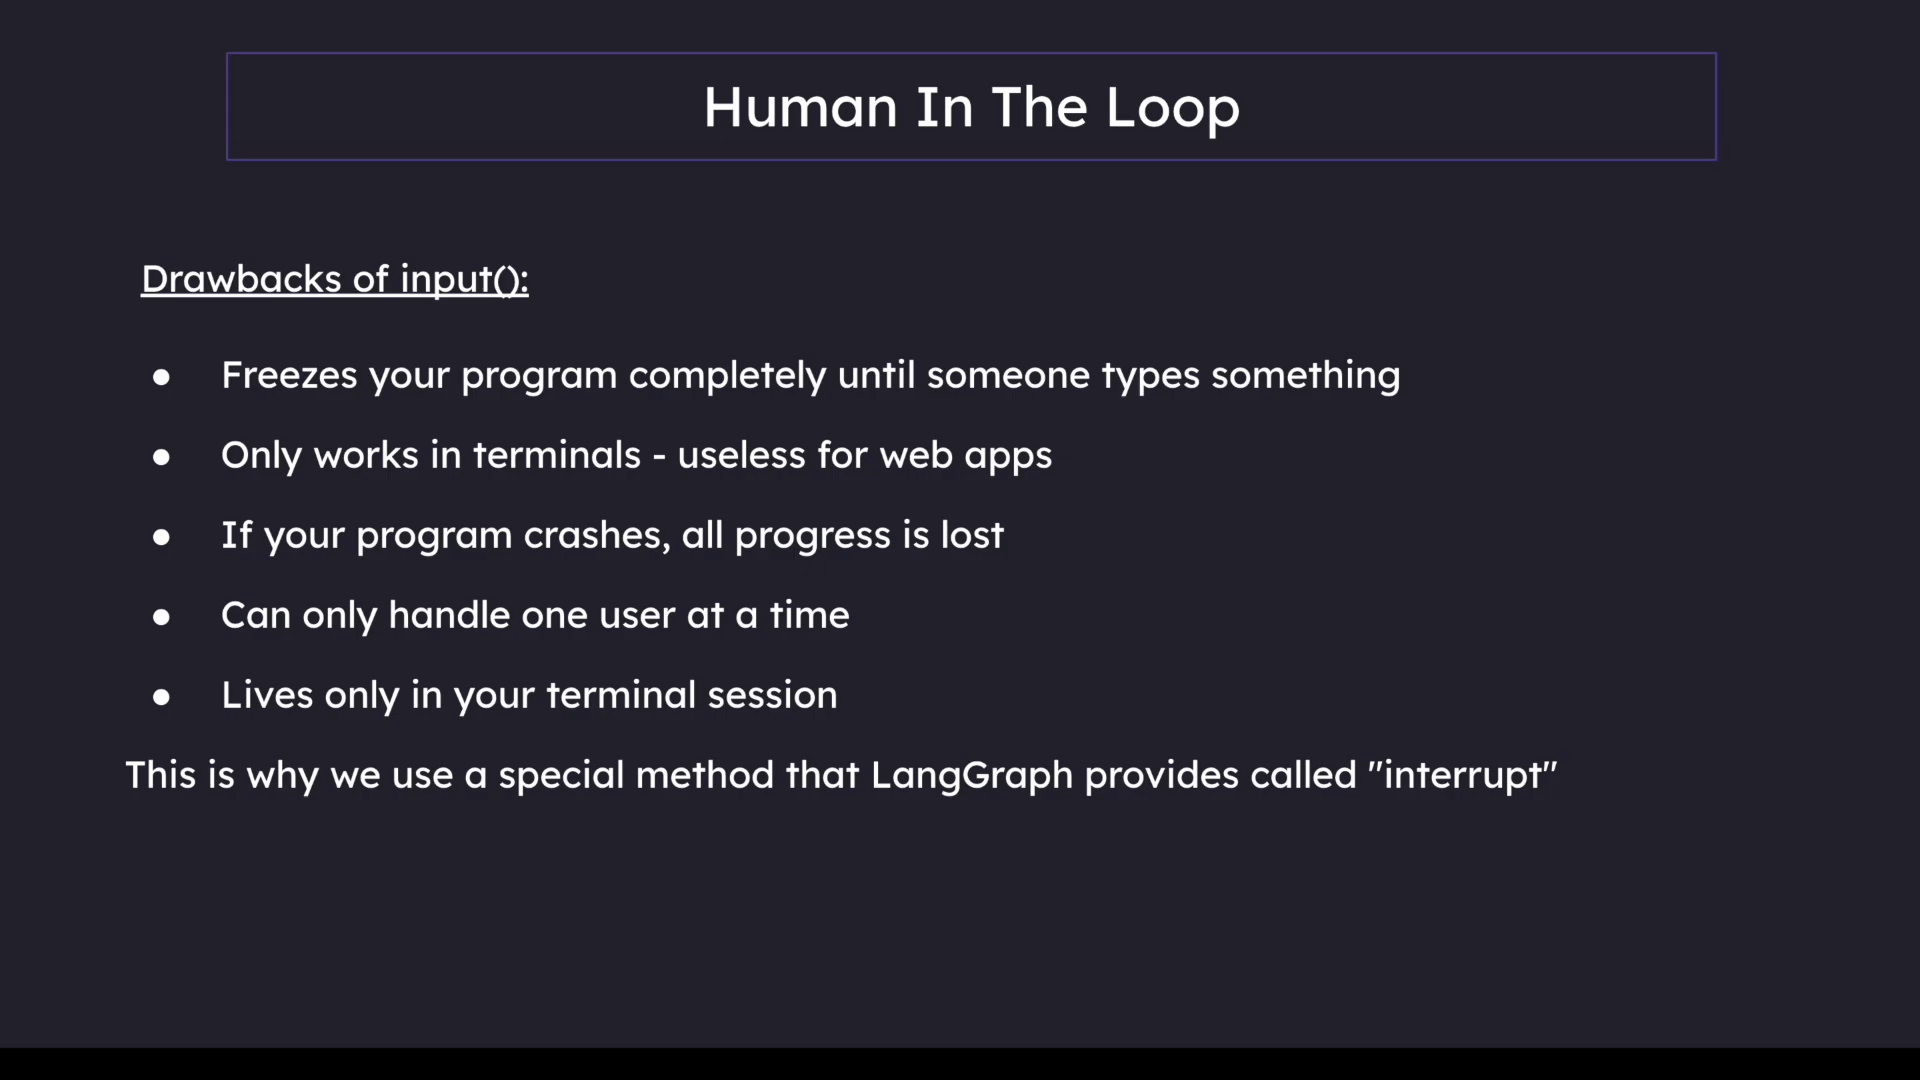 Human In The Loop
Drawbacks of input():
● Freezes your program completely until someone types something
● Only works in terminals - useless for web apps
● If your program crashes, all progress is lost
● Can only handle one user at a time
● Lives only in your terminal session
This is why we use a special method that LangGraph provides called "interrupt"